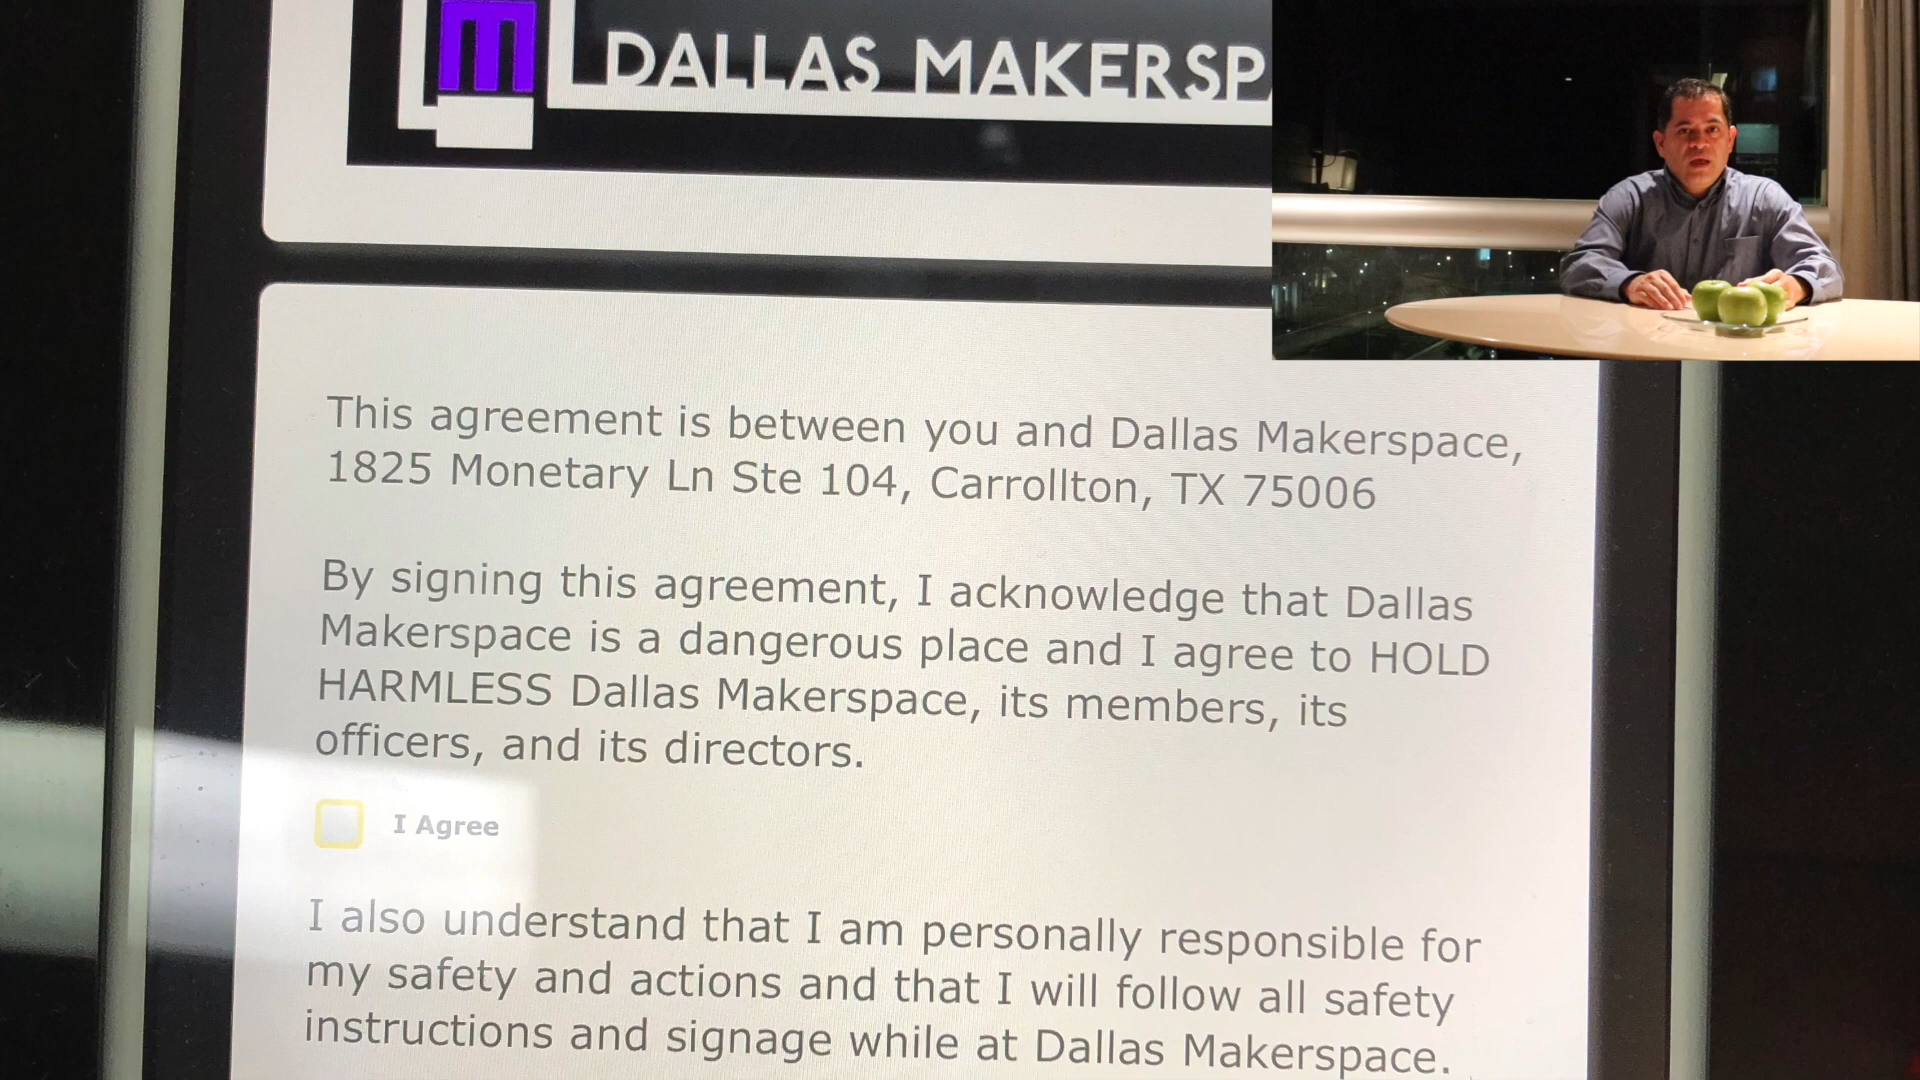 DALLAS MAKERSP
This agreement is between you and Dallas Makerspace,
1825 Monetary Ln Ste 104, Carrollton, TX 75006
By signing this agreement, I acknowledge that Dallas
Makerspace is a dangerous place and I agree to HOLD
HARMLESS Dallas Makerspace, its members, its
officers, and its directors.
I Agree
I also understand that I am personally responsible for
my safety and actions and that I will follow all safety
instructions and signage while at Dallas Makerspace.